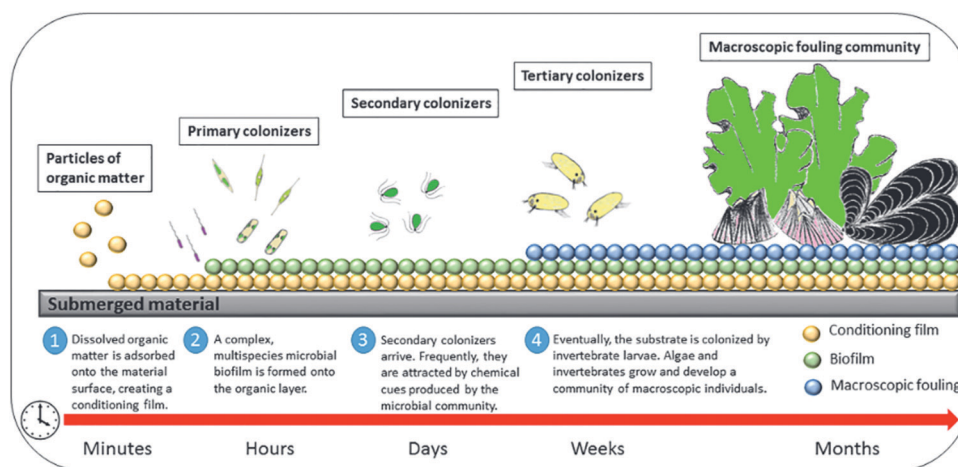 Macroscopic fouling community
Tertiary colonizers
Secondary colonizers
Primary colonizers
Particles of
organic matter
Submerged material
1 Dissolved organic
matter is adsorbed
onto the material
surface, creating a
conditioning film.
2 A complex,
multispecies microbial
biofilm is formed onto
the organic layer.
3 Secondary colonizers
arrive. Frequently, they
are attracted by chemical
cues produced by the
microbial community.
4 Eventually, the substrate is colonized by
invertebrate larvae. Algae and
invertebrates grow and develop a
community of macroscopic individuals.
Conditioning film
Biofilm
Macroscopic fouling
Minutes
Hours
Days
Weeks
Months